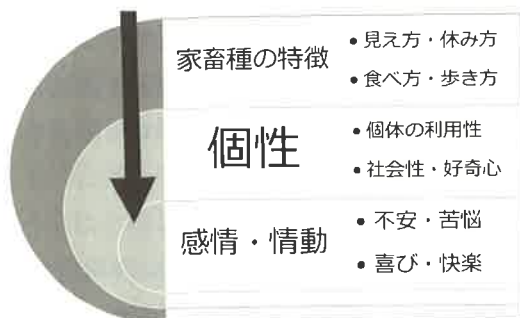 家畜種の特徴
• 見え方・休み方
• 食べ方・歩き方
個性
• 個体の利用性
• 社会性・好奇心
感情・情動
• 不安・苦悩
• 喜び・快楽